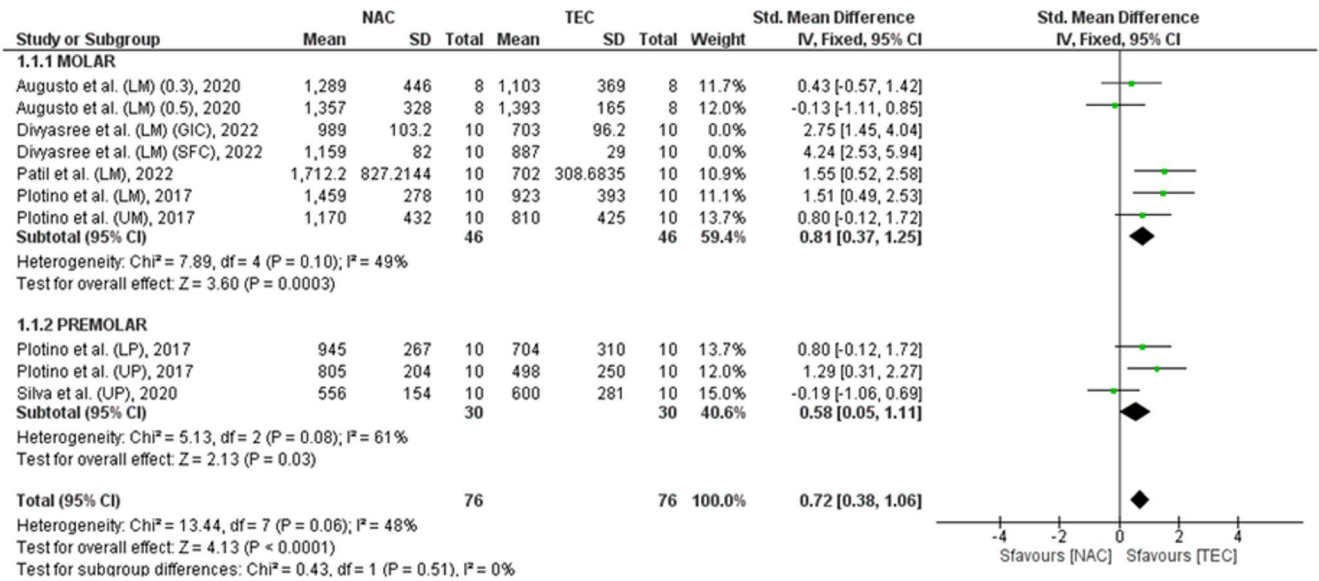 NAC TEC Std. Mean Difference Std. Mean Difference
Study or Subgroup Mean SD Total Mean SD Total Weight IV, Fixed, 95% CI IV, Fixed, 95% CI
1.1.1 MOLAR
Augusto et al. (LM) (0.3), 2020 1,289 446 8 1,103 369 8 11.7% 0.43 [-0.57, 1.42]
Augusto et al. (LM) (0.5), 2020 1,357 328 8 1,393 165 8 12.0% -0.13 [-1.11, 0.85]
Divyasree et al. (LM) (GIC), 2022 989 103.2 10 703 96.2 10 0.0% 2.75 [1.45, 4.04]
Divyasree et al. (LM) (SFC), 2022 1,159 82 10 887 29 10 0.0% 4.24 [2.53, 5.94]
Patil et al. (LM), 2022 1,712.2 827.2144 10 702 308.6835 10 10.9% 1.55 [0.52, 2.58]
Plotino et al. (LM), 2017 1,459 278 10 923 393 10 11.1% 1.51 [0.49, 2.53]
Plotino et al. (UM), 2017 1,170 432 10 810 425 10 13.7% 0.80 [-0.12, 1.72]
Subtotal (95% CI) 46 46 59.4% 0.81 [0.37, 1.25]
Heterogeneity: Chi² = 7.89, df = 4 (P = 0.10); I² = 49%
Test for overall effect: Z = 3.60 (P = 0.0003)
1.1.2 PREMOLAR
Plotino et al. (LP), 2017 945 267 10 704 310 10 13.7% 0.80 [-0.12, 1.72]
Plotino et al. (UP), 2017 805 204 10 498 250 10 12.0% 1.29 [0.31, 2.27]
Silva et al. (UP), 2020 556 154 10 600 281 10 15.0% -0.19 [-1.06, 0.69]
Subtotal (95% CI) 30 30 40.6% 0.58 [0.05, 1.11]
Heterogeneity: Chi² = 5.13, df = 2 (P = 0.08); I² = 61%
Test for overall effect: Z = 2.13 (P = 0.03)
Total (95% CI) 76 76 100.0% 0.72 [0.38, 1.06]
Heterogeneity: Chi² = 13.44, df = 7 (P = 0.06); I² = 48%
Test for overall effect: Z = 4.13 (P < 0.0001)
Test for subgroup differences: Chi² = 0.43, df = 1 (P = 0.51), I² = 0%
-4 -2 0 2 4
Sfavours [NAC] Sfavours [TEC]